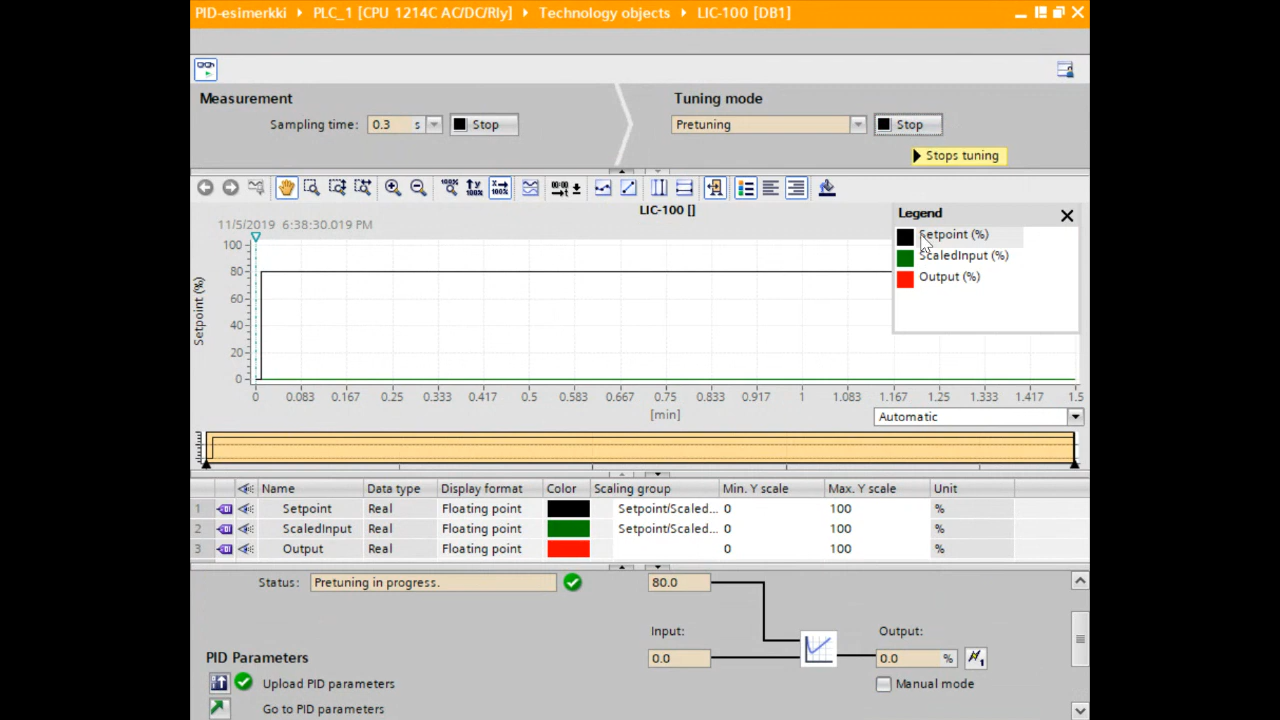 PID-esimerkki ▸ PLC_1 [CPU 1214C AC/DC/Rly] ▸ Technology objects ▸ LIC-100 [DB1]
Measurement
Tuning mode
Sampling time: 0.3 s Stop
Pretuning Stop
Stops tuning
LIC-100 []
11/5/2019 6:38:30.019 PM
Legend
Setpoint (%)
ScaledInput (%)
Output (%)
Setpoint (%)
100
80
60
40
20
0
0 0.083 0.167 0.25 0.333 0.417 0.5 0.583 0.667 0.75 0.833 0.917 1 1.083 1.167 1.25 1.333 1.417 1.5
[min]
Automatic
Name Data type Display format Color Scaling group Min. Y scale Max. Y scale Unit
1 Setpoint Real Floating point Setpoint/Scaled... 0 100 %
2 ScaledInput Real Floating point Setpoint/Scaled... 0 100 %
3 Output Real Floating point 0 100 %
Status: Pretuning in progress. 80.0
Input: Output:
0.0 0.0 %
PID Parameters
Upload PID parameters
Manual mode
Go to PID parameters